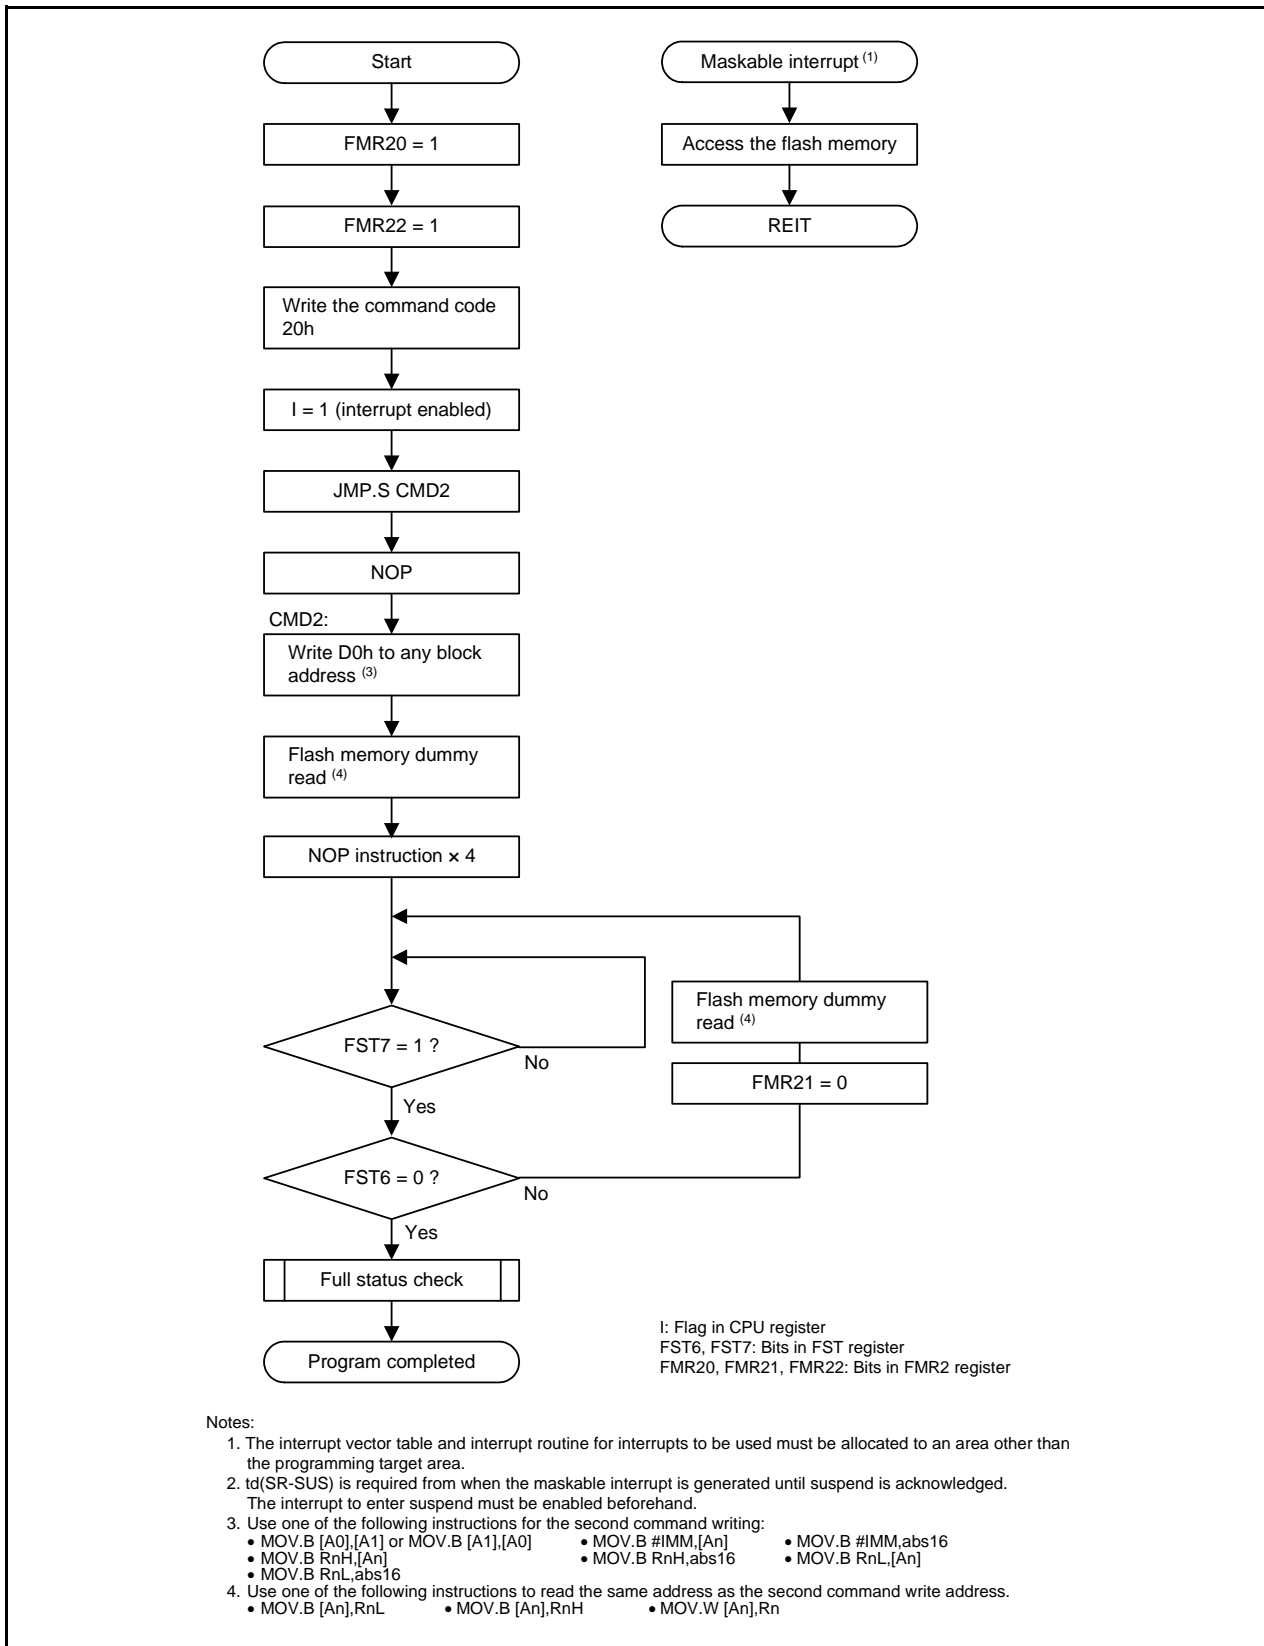 Start
FMR20 = 1
FMR22 = 1
Write the command code
20h
I = 1 (interrupt enabled)
JMP.S CMD2
NOP
CMD2:
Write D0h to any block
address (3)
Flash memory dummy
read (4)
NOP instruction × 4
FST7 = 1 ?
No
Yes
FST6 = 0 ?
No
Yes
Full status check
Program completed
Maskable interrupt (1)
Access the flash memory
REIT
Flash memory dummy
read (4)
FMR21 = 0
I: Flag in CPU register
FST6, FST7: Bits in FST register
FMR20, FMR21, FMR22: Bits in FMR2 register
Notes:
1. The interrupt vector table and interrupt routine for interrupts to be used must be allocated to an area other than
the programming target area.
2. td(SR-SUS) is required from when the maskable interrupt is generated until suspend is acknowledged.
The interrupt to enter suspend must be enabled beforehand.
3. Use one of the following instructions for the second command writing:
• MOV.B [A0],[A1] or MOV.B [A1],[A0] • MOV.B #IMM,[An] • MOV.B #IMM,abs16
• MOV.B RnH,[An] • MOV.B RnH,abs16 • MOV.B RnL,[An]
• MOV.B RnL,abs16
4. Use one of the following instructions to read the same address as the second command write address.
• MOV.B [An],RnL • MOV.B [An],RnH • MOV.W [An],Rn